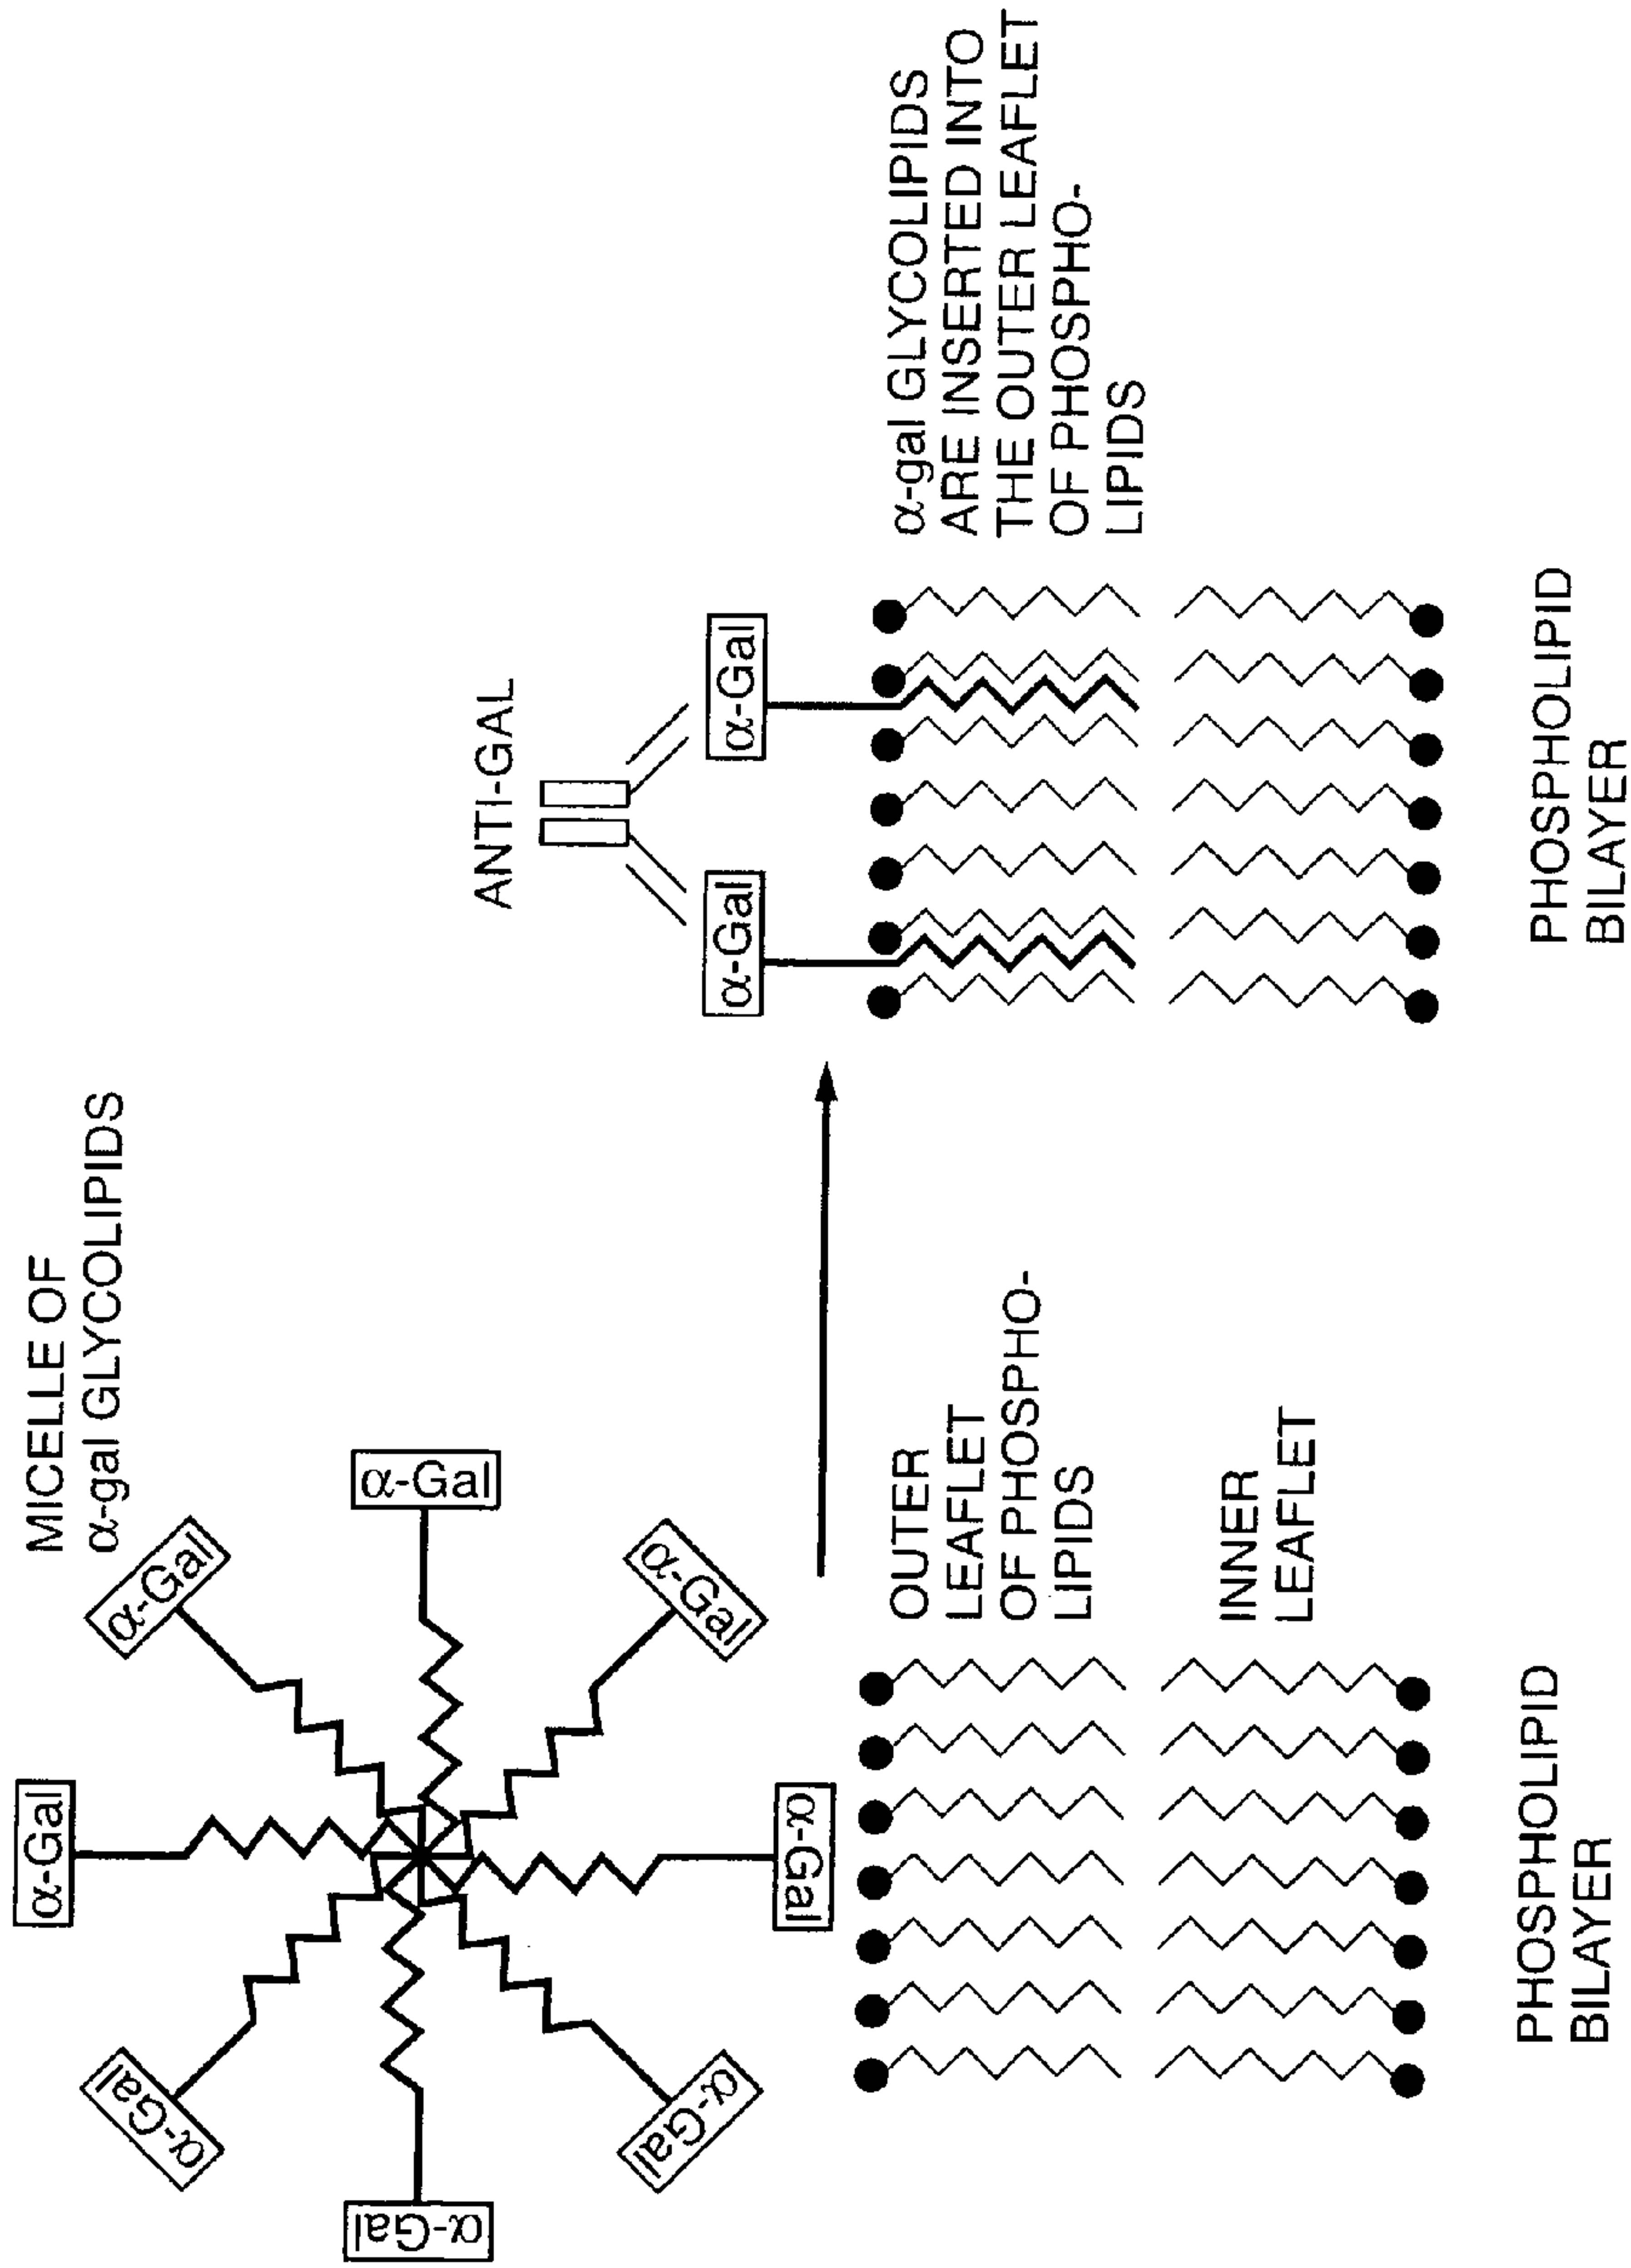 MICELLE OF
α-gal GLYCOLIPIDS
α-Gal
α-Gal
α-Gal
α-Gal
α-Gal
α-Gal
α-Gal
α-Gal
OUTER
LEAFLET
OF PHOSPHO-
LIPIDS
INNER
LEAFLET
PHOSPHOLIPID
BILAYER
ANTI-GAL
α-Gal
α-Gal
α-gal GLYCOLIPIDS
ARE INSERTED INTO
THE OUTER LEAFLET
OF PHOSPHO-
LIPIDS
PHOSPHOLIPID
BILAYER